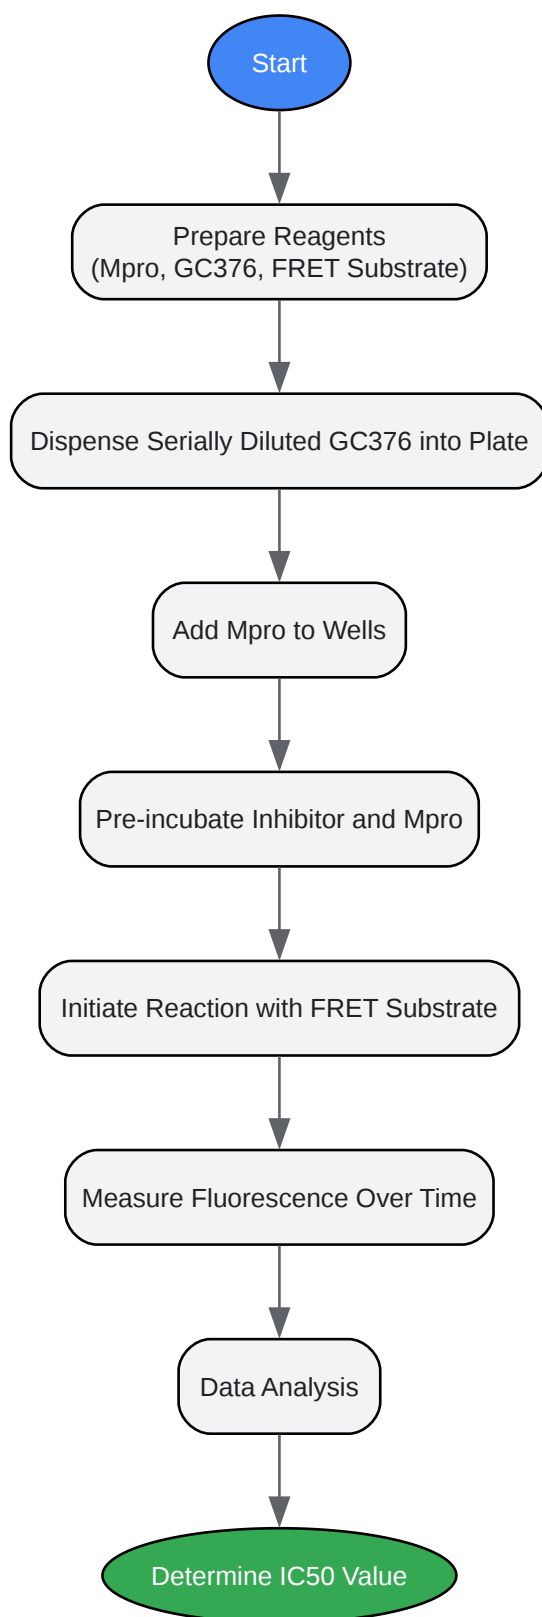 Start
Prepare Reagents
(Mpro, GC376, FRET Substrate)
Dispense Serially Diluted GC376 into Plate
Add Mpro to Wells
Pre-incubate Inhibitor and Mpro
Initiate Reaction with FRET Substrate
Measure Fluorescence Over Time
Data Analysis
Determine IC50 Value